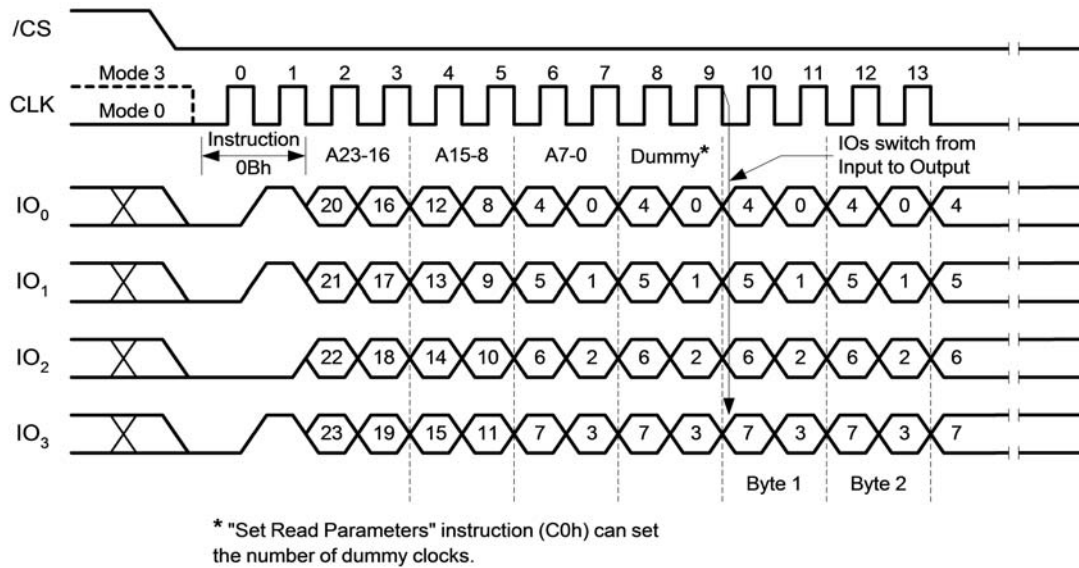 /CS
Mode 3 0 1 2 3 4 5 6 7 8 9 10 11 12 13
CLK Mode 0
Instruction
0Bh
A23-16 A15-8 A7-0 Dummy*
IOs switch from
Input to Output
IO0 20 16 12 8 4 0 4 0 4 0 4 0 4
IO1 21 17 13 9 5 1 5 1 5 1 5 1 5
IO2 22 18 14 10 6 2 6 2 6 2 6 2 6
IO3 23 19 15 11 7 3 7 3 7 3 7 3 7
Byte 1 Byte 2
* "Set Read Parameters" instruction (C0h) can set
the number of dummy clocks.